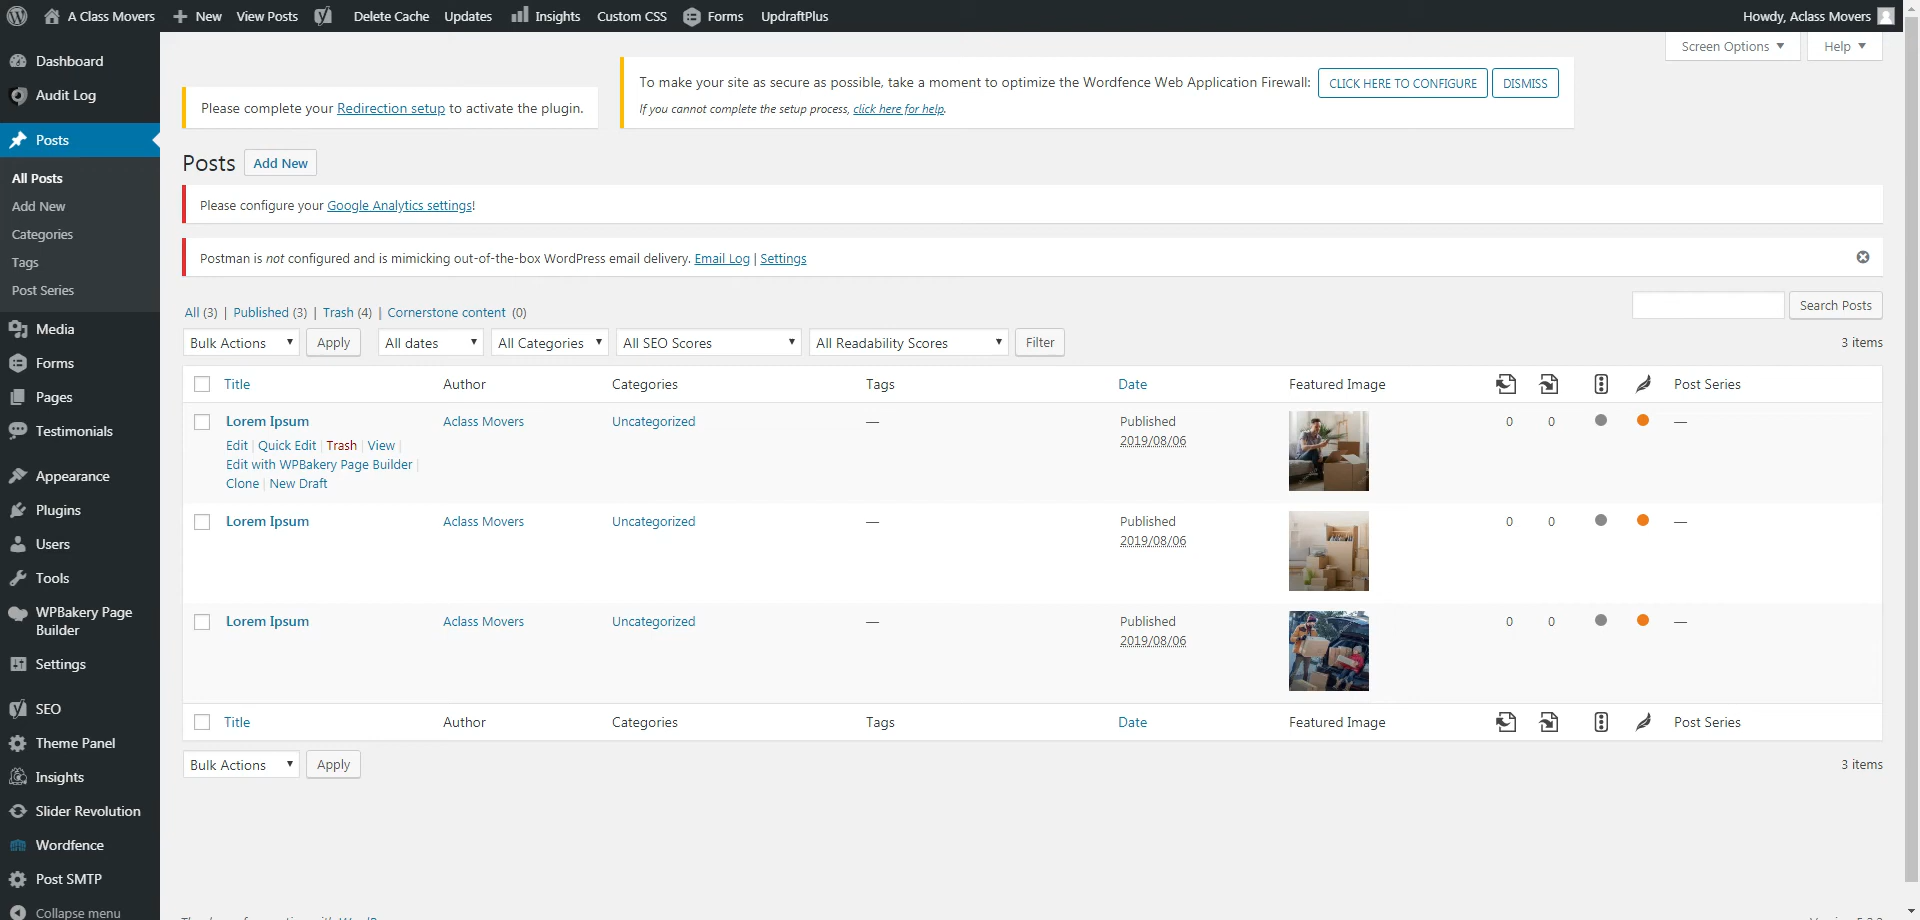 A Class Movers New View Posts Delete Cache Updates Insights Custom CSS Forms UpdraftPlus Howdy, Aclass Movers
Screen Options ▼ Help ▼
Dashboard
Audit Log
Posts
All Posts
Add New
Categories
Tags
Post Series
Media
Forms
Pages
Testimonials
Appearance
Plugins
Users
Tools
WPBakery Page
Builder
Settings
SEO
Theme Panel
Insights
Slider Revolution
Wordfence
Post SMTP
Collapse menu
Please complete your Redirection setup to activate the plugin.
To make your site as secure as possible, take a moment to optimize the Wordfence Web Application Firewall: CLICK HERE TO CONFIGURE DISMISS
If you cannot complete the setup process, click here for help.
Posts Add New
Please configure your Google Analytics settings!
Postman is not configured and is mimicking out-of-the-box WordPress email delivery. Email Log | Settings
All (3) | Published (3) | Trash (4) | Cornerstone content (0)
Search Posts
Bulk Actions Apply All dates All Categories All SEO Scores All Readability Scores Filter 3 items
Title Author Categories Tags Date Featured Image Post Series
Lorem Ipsum Aclass Movers Uncategorized — Published 0 0 —
2019/08/06
Edit | Quick Edit | Trash | View |
Edit with WPBakery Page Builder |
Clone | New Draft
Lorem Ipsum Aclass Movers Uncategorized — Published 0 0 —
2019/08/06
Lorem Ipsum Aclass Movers Uncategorized — Published 0 0 —
2019/08/06
Title Author Categories Tags Date Featured Image Post Series
Bulk Actions Apply 3 items